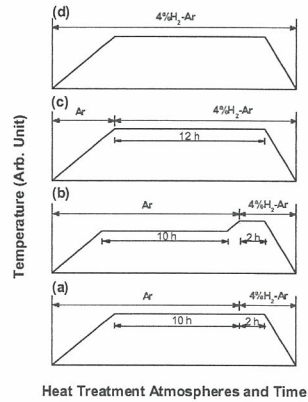 (d)
4%H₂-Ar
(c)
Ar 4%H₂-Ar
12 h
(b)
Ar 4%H₂-Ar
10 h 2 h
(a)
Ar 4%H₂-Ar
10 h 2 h
Temperature (Arb. Unit)
Heat Treatment Atmospheres and Time